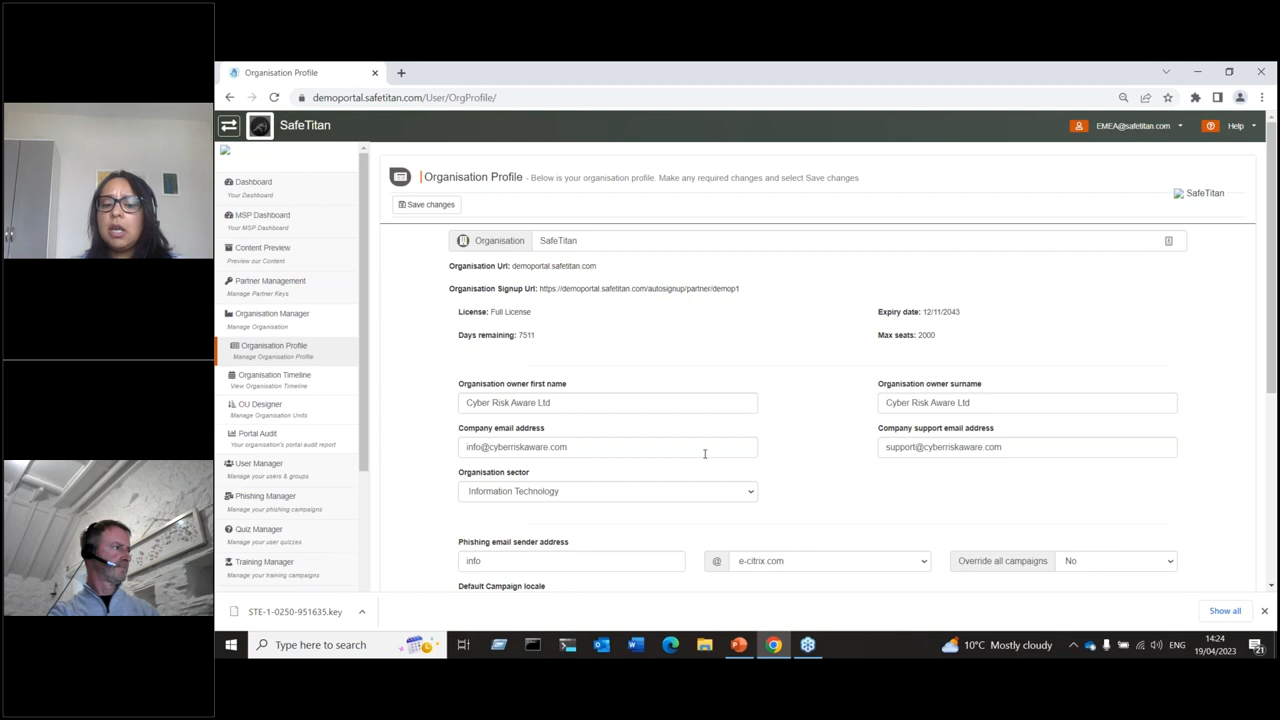 Organisation Profile
demoportal.safetitan.com/User/OrgProfile/
SafeTitan
EMEA@safetitan.com
Help
Dashboard
Your Dashboard
MSP Dashboard
Your MSP Dashboard
Content Preview
Preview our Content
Partner Management
Manage Partner Keys
Organisation Manager
Manage Organisation
Organisation Profile
Manage Organisation Profile
Organisation Timeline
View Organisation Timeline
OU Designer
Manage Organisation Units
Portal Audit
Your organisation's portal audit report
User Manager
Manage your users & groups
Phishing Manager
Manage your phishing campaigns
Quiz Manager
Manage your user quizzes
Training Manager
Manage your training campaigns
Organisation Profile - Below is your organisation profile. Make any required changes and select Save changes
SafeTitan
Save changes
Organisation SafeTitan
Organisation Url: demoportal.safetitan.com
Organisation Signup Url: https://demoportal.safetitan.com/autosignup/partner/demop1
License: Full License Expiry date: 12/11/2043
Days remaining: 7511 Max seats: 2000
Organisation owner first name Organisation owner surname
Cyber Risk Aware Ltd Cyber Risk Aware Ltd
Company email address Company support email address
info@cyberriskaware.com support@cyberriskaware.com
Organisation sector
Information Technology
Phishing email sender address
info @ e-citrix.com Override all campaigns No
Default Campaign locale
STE-1-0250-951635.key Show all
Type here to search 10°C Mostly cloudy ENG 14:24
19/04/2023 21